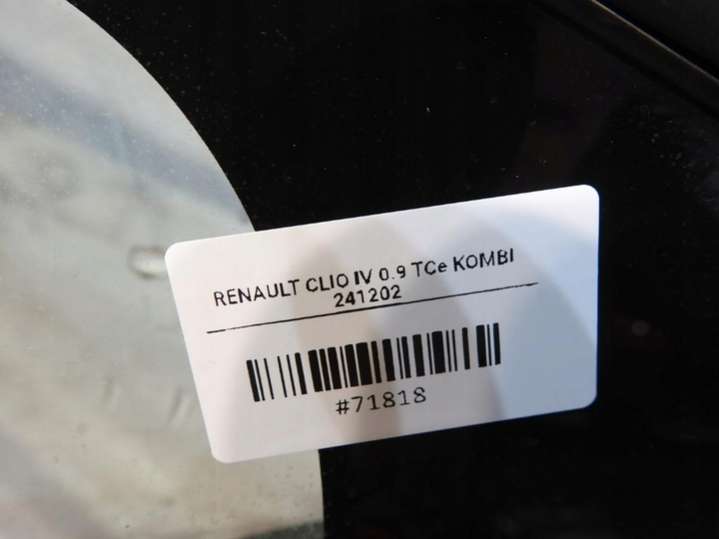 RENAULT CLIO IV 0.9 TCe KOMBI
241202
#71818